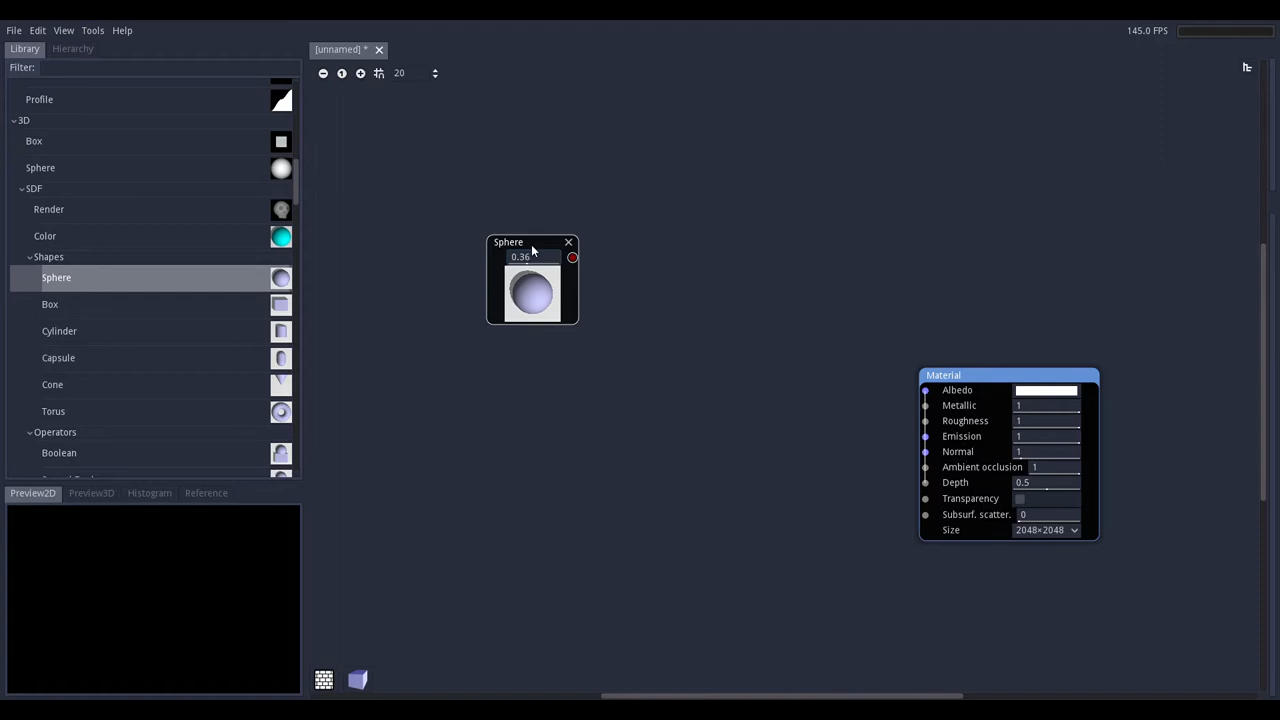 File Edit View Tools Help
145.0 FPS
Library Hierarchy
[unnamed] *
Filter:
20
Profile
3D
Box
Sphere
SDF
Render
Color
Shapes
Sphere
Box
Cylinder
Capsule
Cone
Torus
Operators
Boolean
Sphere
0.36
Material
Albedo
Metallic 1
Roughness 1
Emission 1
Normal 1
Ambient occlusion 1
Depth 0.5
Transparency
Subsurf. scatter. 0
Size 2048×2048
Preview2D Preview3D Histogram Reference